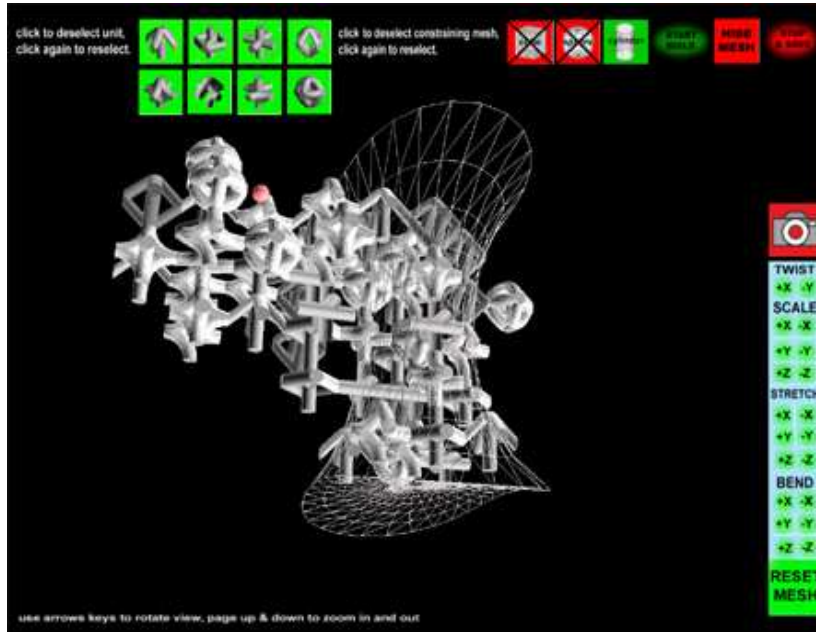 click to deselect unit,
click again to reselect.
click to deselect constraining mesh,
click again to reselect.
START
BUILD
HIDE
MESH
STOP
TWIST
+X -Y
SCALE
+X -X
+Y -Y
+Z -Z
STRETCH
+X -X
+Y -Y
+Z -Z
BEND
+X -X
+Y -Y
+Z -Z
RESET
MESH
use arrows keys to rotate view, page up & down to zoom in and out